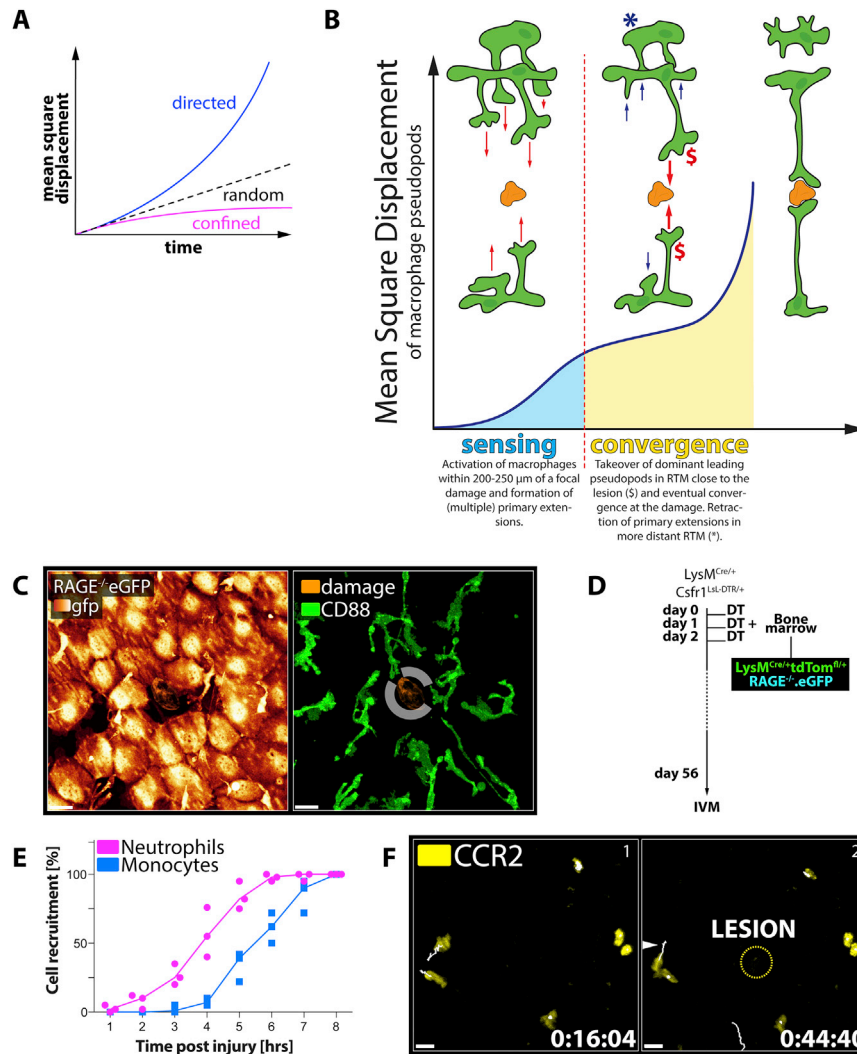 A
mean square
displacement
directed
random
confined
time
B
Mean Square Displacement
of macrophage pseudopods
*
$
$
sensing
Activation of macrophages
within 200-250 µm of a focal
damage and formation of
(multiple) primary exten-
sions.
convergence
Takeover of dominant leading
pseudopods in RTM close to the
lesion ($) and eventual conver-
gence at the damage. Retrac-
tion of primary extensions in
more distant RTM (*).
C
RAGE-/-eGFP
gfp
damage
CD88
D
LysMCre/+
Csfr1LsL-DTR/+
day 0 DT
day 1 DT + Bone
day 2 DT marrow
LysMCre/+tdTomfl/+
RAGE-/-.eGFP
day 56
IVM
E
Neutrophils
Monocytes
Cell recruitment [%]
100
50
0
1 2 3 4 5 6 7 8
Time post injury [hrs]
F
CCR2
1
0:16:04
2
LESION
0:44:40